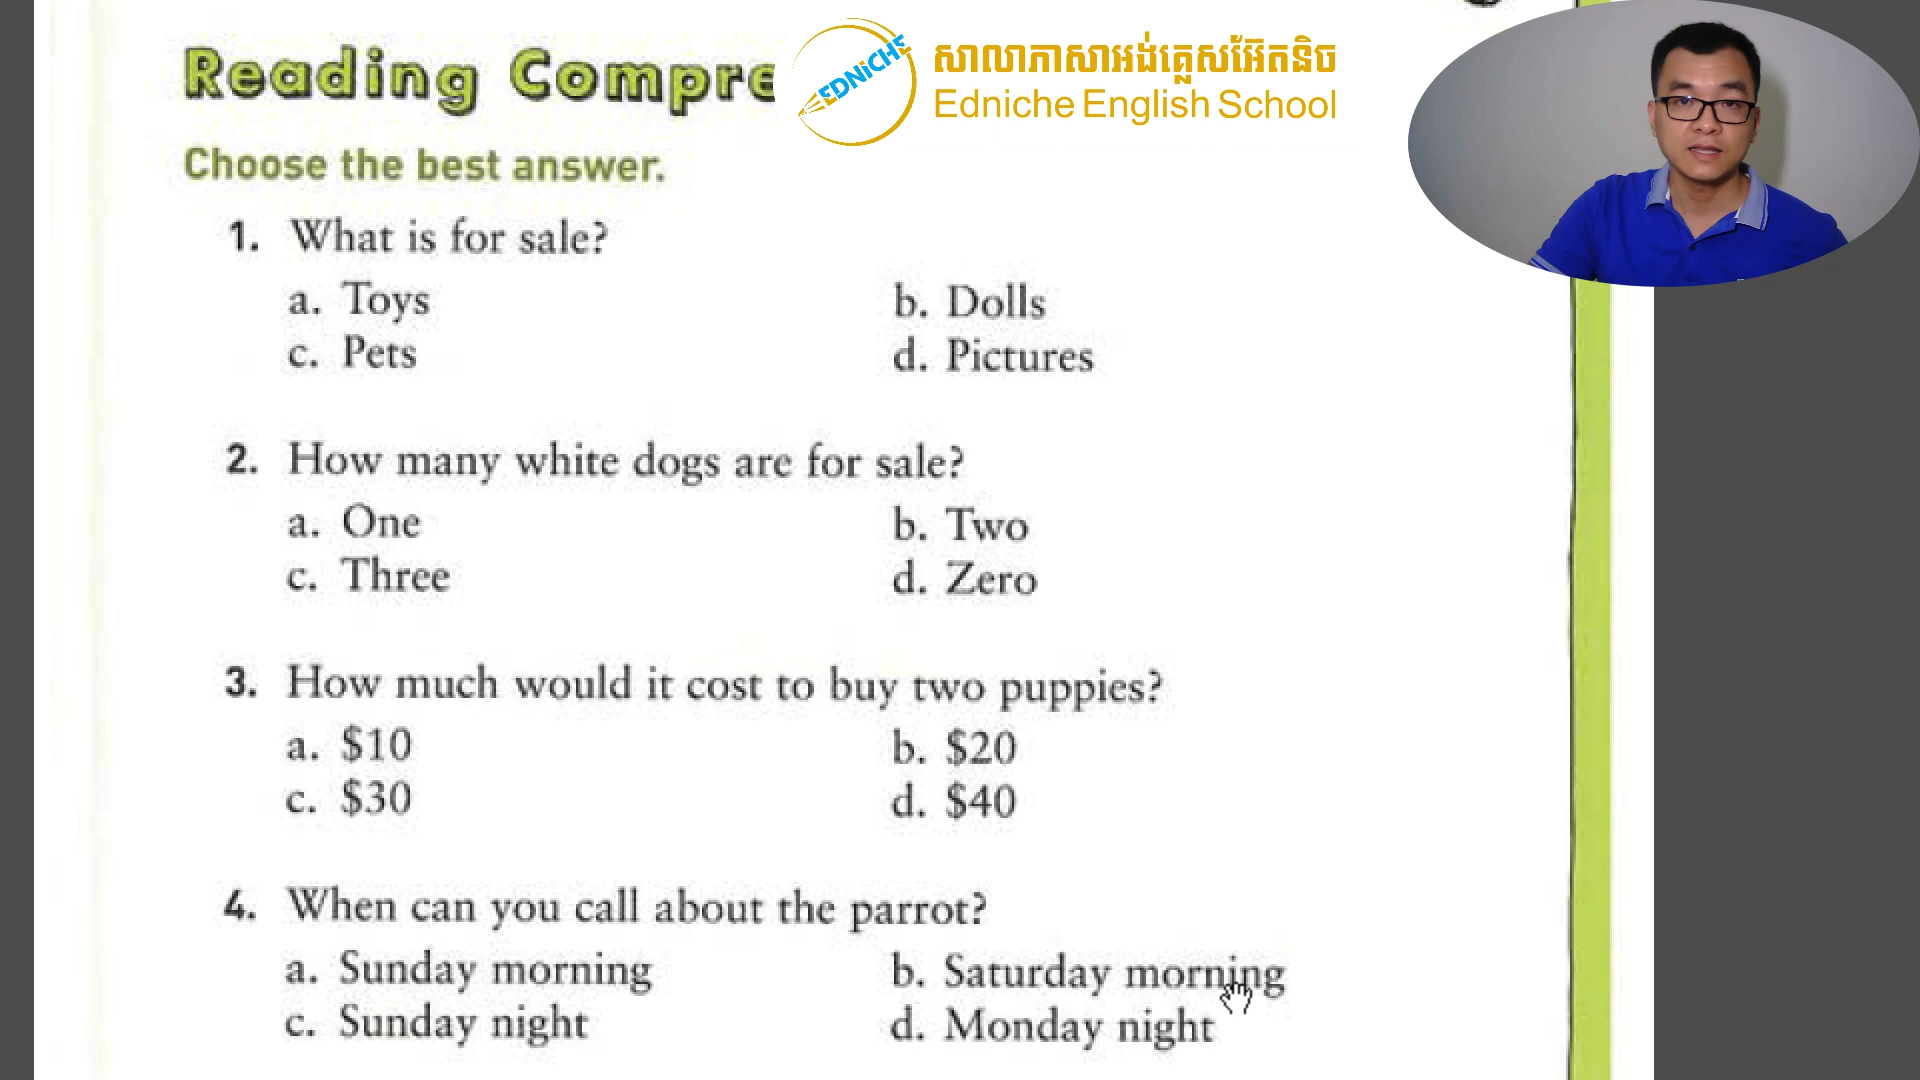 Reading Compre
EDNiCHE
សាលាភាសាអង់គ្លេសអ៊ែតនិច
Edniche English School
Choose the best answer.
1. What is for sale?
a. Toys
b. Dolls
c. Pets
d. Pictures
2. How many white dogs are for sale?
a. One
b. Two
c. Three
d. Zero
3. How much would it cost to buy two puppies?
a. $10
b. $20
c. $30
d. $40
4. When can you call about the parrot?
a. Sunday morning
b. Saturday morning
c. Sunday night
d. Monday night